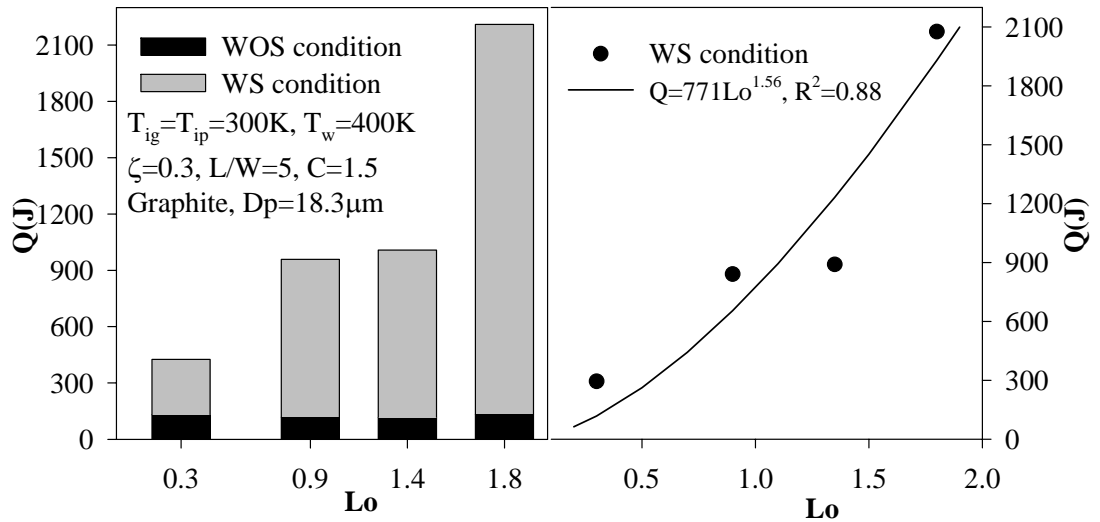 2100
1800
1500
1200
900
600
300
0
Q(J)
WOS condition
WS condition
T_ig=T_ip=300K, T_w=400K
ζ=0.3, L/W=5, C=1.5
Graphite, Dp=18.3μm
0.3 0.9 1.4 1.8
Lo
WS condition
Q=771Lo^1.56, R^2=0.88
2100
1800
1500
1200
900
600
300
0
Q(J)
0.5 1.0 1.5 2.0
Lo